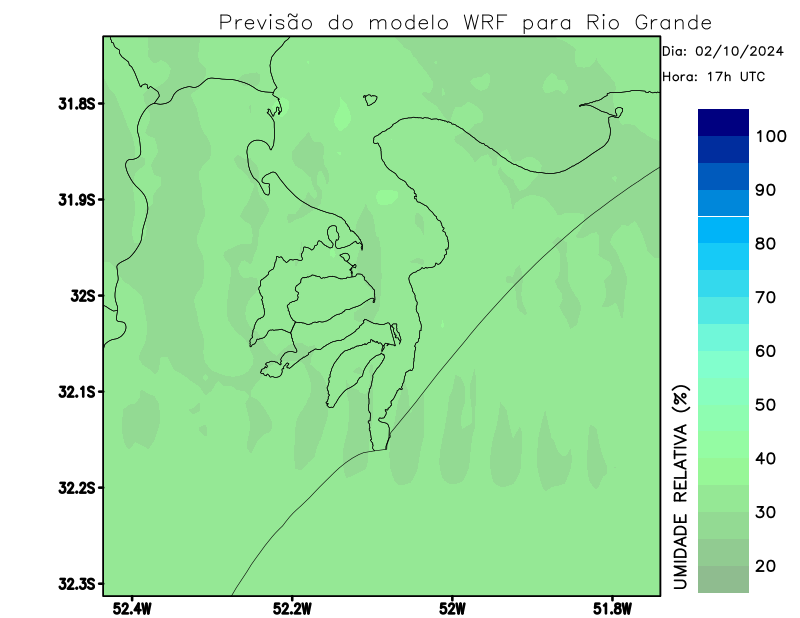 Previsão do modelo WRF para Rio Grande
Dia: 02/10/2024
Hora: 17h UTC
31.8S
31.9S
32S
32.1S
32.2S
32.3S
52.4W
52.2W
52W
51.8W
100
90
80
70
60
50
40
30
20
UMIDADE RELATIVA (%)